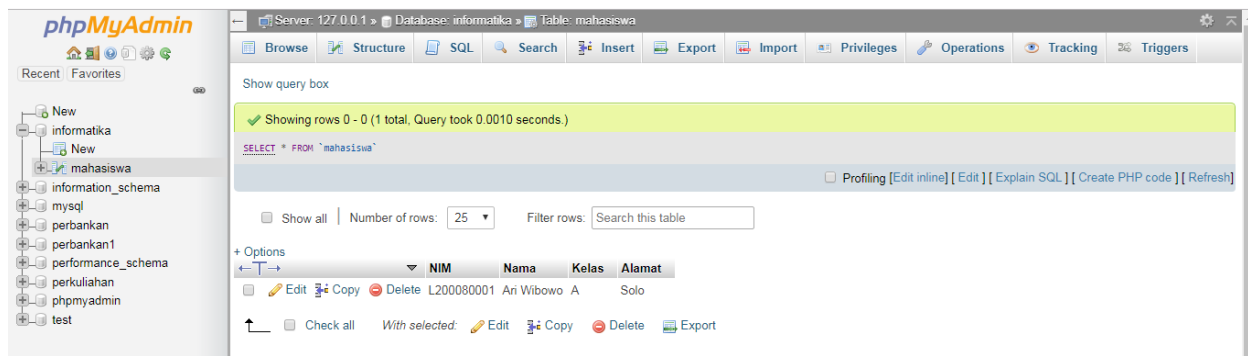 phpMyAdmin
Recent Favorites
New
informatika
New
mahasiswa
information_schema
mysql
perbankan
perbankan1
performance_schema
perkuliahan
phpmyadmin
test
Server: 127.0.0.1 » Database: informatika » Table: mahasiswa
Browse Structure SQL Search Insert Export Import Privileges Operations Tracking Triggers
Show query box
Showing rows 0 - 0 (1 total, Query took 0.0010 seconds.)
SELECT * FROM `mahasiswa`
Profiling [Edit inline] [ Edit ] [ Explain SQL ] [ Create PHP code ] [ Refresh]
Show all Number of rows: 25 Filter rows: Search this table
+ Options
NIM Nama Kelas Alamat
Edit Copy Delete L200080001 Ari Wibowo A Solo
Check all With selected: Edit Copy Delete Export